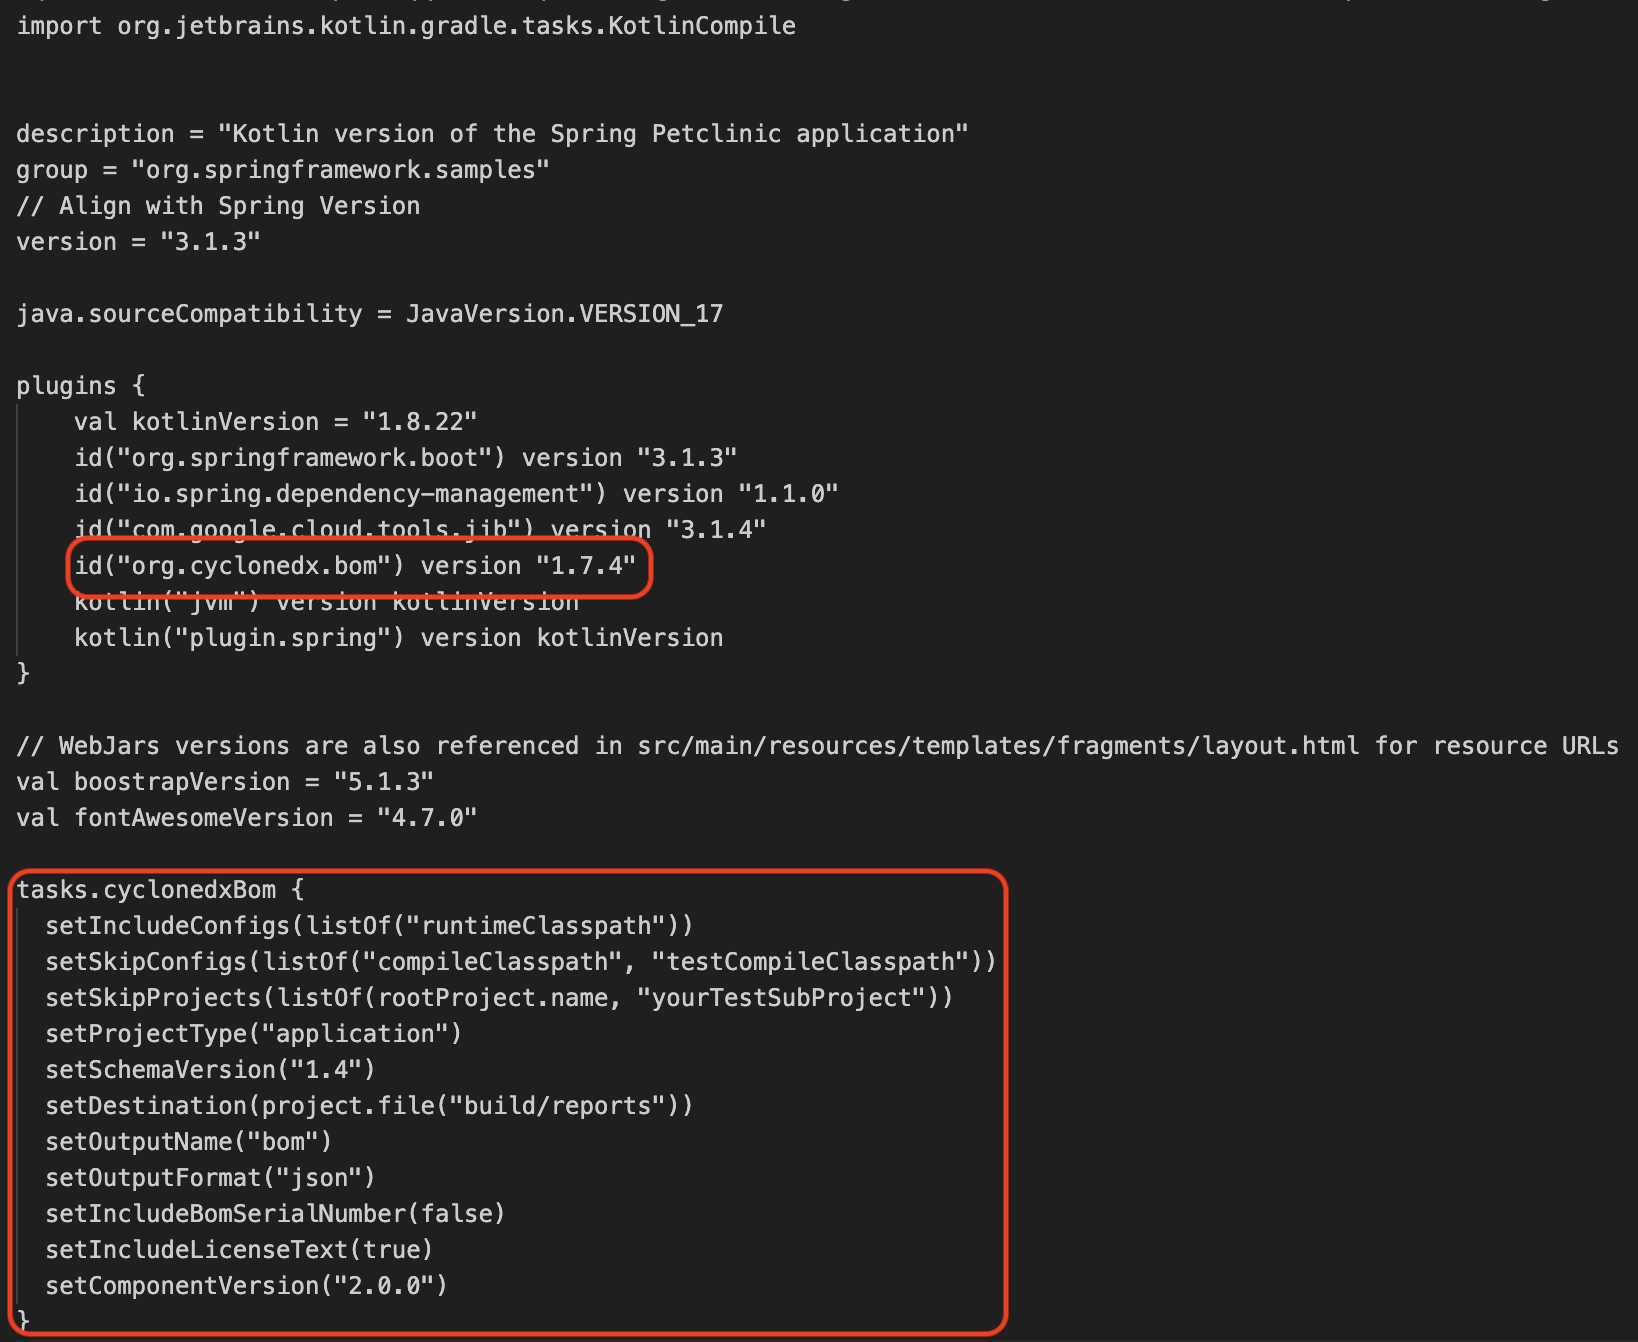 import org.jetbrains.kotlin.gradle.tasks.KotlinCompile
description = "Kotlin version of the Spring Petclinic application"
group = "org.springframework.samples"
// Align with Spring Version
version = "3.1.3"
java.sourceCompatibility = JavaVersion.VERSION_17
plugins {
    val kotlinVersion = "1.8.22"
    id("org.springframework.boot") version "3.1.3"
    id("io.spring.dependency-management") version "1.1.0"
    id("com.google.cloud.tools.jib") version "3.1.4"
    id("org.cyclonedx.bom") version "1.7.4"
    kotlin("jvm") version kotlinVersion
    kotlin("plugin.spring") version kotlinVersion
}
// WebJars versions are also referenced in src/main/resources/templates/fragments/layout.html for resource URLs
val boostrapVersion = "5.1.3"
val fontAwesomeVersion = "4.7.0"
tasks.cyclonedxBom {
  setIncludeConfigs(listOf("runtimeClasspath"))
  setSkipConfigs(listOf("compileClasspath", "testCompileClasspath"))
  setSkipProjects(listOf(rootProject.name, "yourTestSubProject"))
  setProjectType("application")
  setSchemaVersion("1.4")
  setDestination(project.file("build/reports"))
  setOutputName("bom")
  setOutputFormat("json")
  setIncludeBomSerialNumber(false)
  setIncludeLicenseText(true)
  setComponentVersion("2.0.0")
}